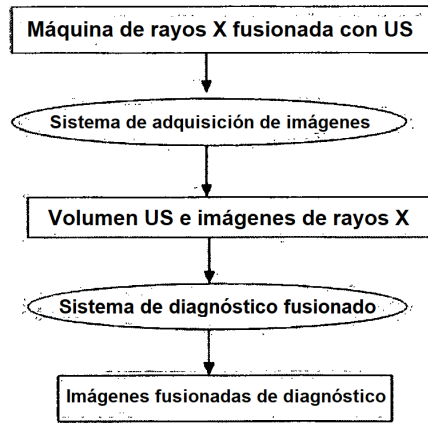 Máquina de rayos X fusionada con US
Sistema de adquisición de imágenes
Volumen US e imágenes de rayos X
Sistema de diagnóstico fusionado
Imágenes fusionadas de diagnóstico